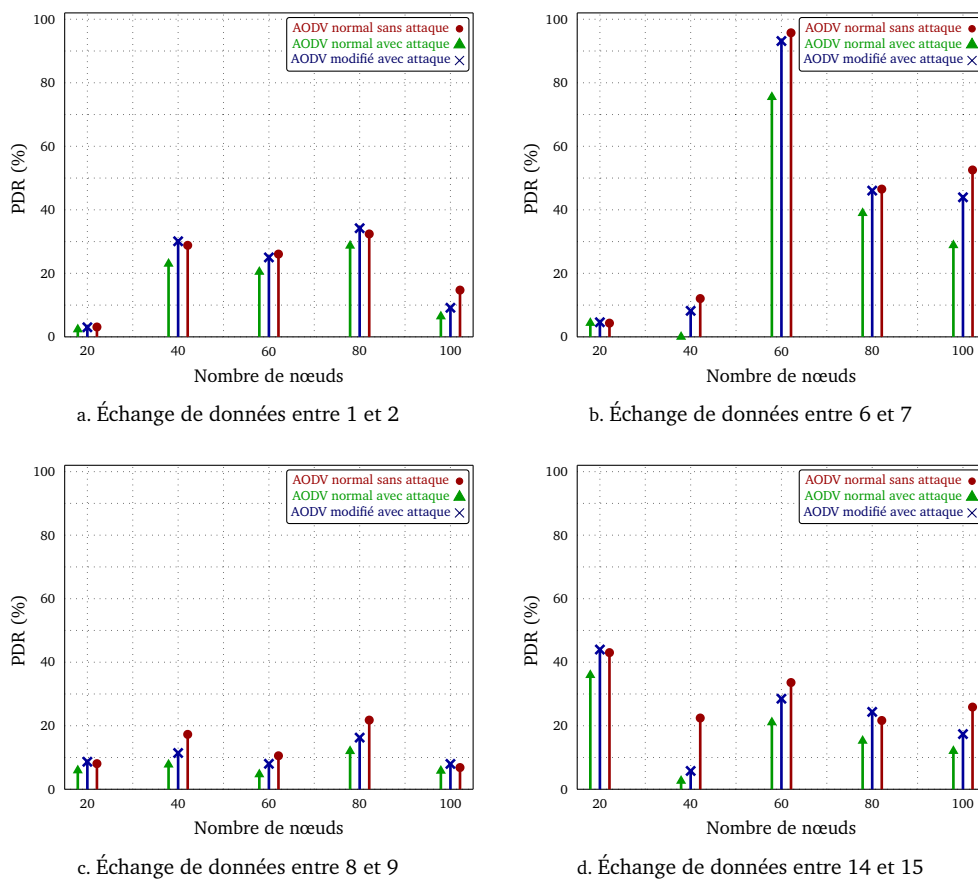 100
80
60
40
20
0
PDR (%)
AODV normal sans attaque
AODV normal avec attaque
AODV modifié avec attaque
20 40 60 80 100
Nombre de nœuds
a. Échange de données entre 1 et 2
100
80
60
40
20
0
PDR (%)
AODV normal sans attaque
AODV normal avec attaque
AODV modifié avec attaque
20 40 60 80 100
Nombre de nœuds
b. Échange de données entre 6 et 7
100
80
60
40
20
0
PDR (%)
AODV normal sans attaque
AODV normal avec attaque
AODV modifié avec attaque
20 40 60 80 100
Nombre de nœuds
c. Échange de données entre 8 et 9
100
80
60
40
20
0
PDR (%)
AODV normal sans attaque
AODV normal avec attaque
AODV modifié avec attaque
20 40 60 80 100
Nombre de nœuds
d. Échange de données entre 14 et 15